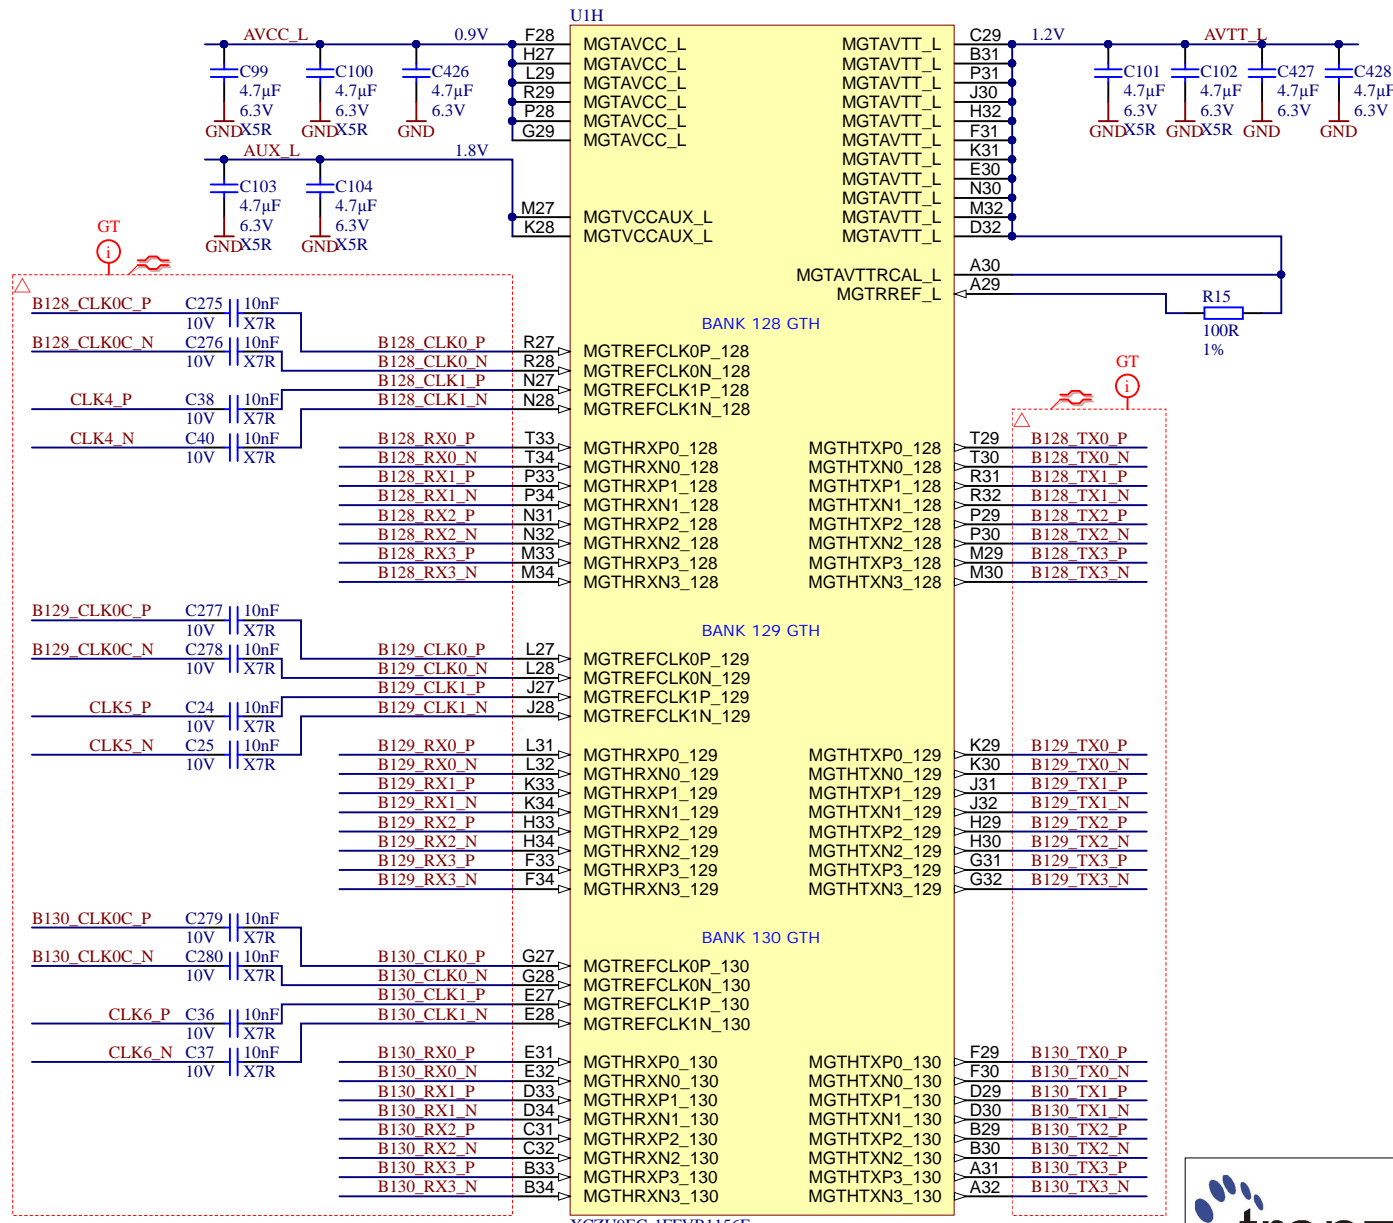 U1H
AVCC_L 0.9V
C99 4.7µF 6.3V X5R GND
C100 4.7µF 6.3V X5R GND
C426 4.7µF 6.3V GND
AUX_L 1.8V
C103 4.7µF 6.3V X5R GND
C104 4.7µF 6.3V X5R GND
F28 MGTAVCC_L
H27 MGTAVCC_L
L29 MGTAVCC_L
R29 MGTAVCC_L
P28 MGTAVCC_L
G29 MGTAVCC_L
M27 MGTVCCAUX_L
K28 MGTVCCAUX_L
MGTAVTT_L C29
MGTAVTT_L B31
MGTAVTT_L P31
MGTAVTT_L J30
MGTAVTT_L H32
MGTAVTT_L F31
MGTAVTT_L K31
MGTAVTT_L E30
MGTAVTT_L N30
MGTAVTT_L M32
MGTAVTT_L D32
MGTAVTTRCAL_L A30
MGTRREF_L A29
1.2V AVTT_L
C101 4.7µF 6.3V X5R GND
C102 4.7µF 6.3V X5R GND
C427 4.7µF 6.3V GND
C428 4.7µF 6.3V GND
R15
100R
1%
GT
i
GT
i
BANK 128 GTH
B128_CLK0C_P C275 10nF 10V X7R
B128_CLK0C_N C276 10nF 10V X7R
CLK4_P C38 10nF 10V X7R
CLK4_N C40 10nF 10V X7R
B128_CLK0_P R27 MGTREFCLK0P_128
B128_CLK0_N R28 MGTREFCLK0N_128
B128_CLK1_P N27 MGTREFCLK1P_128
B128_CLK1_N N28 MGTREFCLK1N_128
B128_RX0_P T33 MGTHRXP0_128 MGTHTXP0_128 T29 B128_TX0_P
B128_RX0_N T34 MGTHRXN0_128 MGTHTXN0_128 T30 B128_TX0_N
B128_RX1_P P33 MGTHRXP1_128 MGTHTXP1_128 R31 B128_TX1_P
B128_RX1_N P34 MGTHRXN1_128 MGTHTXN1_128 R32 B128_TX1_N
B128_RX2_P N31 MGTHRXP2_128 MGTHTXP2_128 P29 B128_TX2_P
B128_RX2_N N32 MGTHRXN2_128 MGTHTXN2_128 P30 B128_TX2_N
B128_RX3_P M33 MGTHRXP3_128 MGTHTXP3_128 M29 B128_TX3_P
B128_RX3_N M34 MGTHRXN3_128 MGTHTXN3_128 M30 B128_TX3_N
BANK 129 GTH
B129_CLK0C_P C277 10nF 10V X7R
B129_CLK0C_N C278 10nF 10V X7R
CLK5_P C24 10nF 10V X7R
CLK5_N C25 10nF 10V X7R
B129_CLK0_P L27 MGTREFCLK0P_129
B129_CLK0_N L28 MGTREFCLK0N_129
B129_CLK1_P J27 MGTREFCLK1P_129
B129_CLK1_N J28 MGTREFCLK1N_129
B129_RX0_P L31 MGTHRXP0_129 MGTHTXP0_129 K29 B129_TX0_P
B129_RX0_N L32 MGTHRXN0_129 MGTHTXN0_129 K30 B129_TX0_N
B129_RX1_P K33 MGTHRXP1_129 MGTHTXP1_129 J31 B129_TX1_P
B129_RX1_N K34 MGTHRXN1_129 MGTHTXN1_129 J32 B129_TX1_N
B129_RX2_P H33 MGTHRXP2_129 MGTHTXP2_129 H29 B129_TX2_P
B129_RX2_N H34 MGTHRXN2_129 MGTHTXN2_129 H30 B129_TX2_N
B129_RX3_P F33 MGTHRXP3_129 MGTHTXP3_129 G31 B129_TX3_P
B129_RX3_N F34 MGTHRXN3_129 MGTHTXN3_129 G32 B129_TX3_N
BANK 130 GTH
B130_CLK0C_P C279 10nF 10V X7R
B130_CLK0C_N C280 10nF 10V X7R
CLK6_P C36 10nF 10V X7R
CLK6_N C37 10nF 10V X7R
B130_CLK0_P G27 MGTREFCLK0P_130
B130_CLK0_N G28 MGTREFCLK0N_130
B130_CLK1_P E27 MGTREFCLK1P_130
B130_CLK1_N E28 MGTREFCLK1N_130
B130_RX0_P E31 MGTHRXP0_130 MGTHTXP0_130 F29 B130_TX0_P
B130_RX0_N E32 MGTHRXN0_130 MGTHTXN0_130 F30 B130_TX0_N
B130_RX1_P D33 MGTHRXP1_130 MGTHTXP1_130 D29 B130_TX1_P
B130_RX1_N D34 MGTHRXN1_130 MGTHTXN1_130 D30 B130_TX1_N
B130_RX2_P C31 MGTHRXP2_130 MGTHTXP2_130 B29 B130_TX2_P
B130_RX2_N C32 MGTHRXN2_130 MGTHTXN2_130 B30 B130_TX2_N
B130_RX3_P B33 MGTHRXP3_130 MGTHTXP3_130 A31 B130_TX3_P
B130_RX3_N B34 MGTHRXN3_130 MGTHTXN3_130 A32 B130_TX3_N